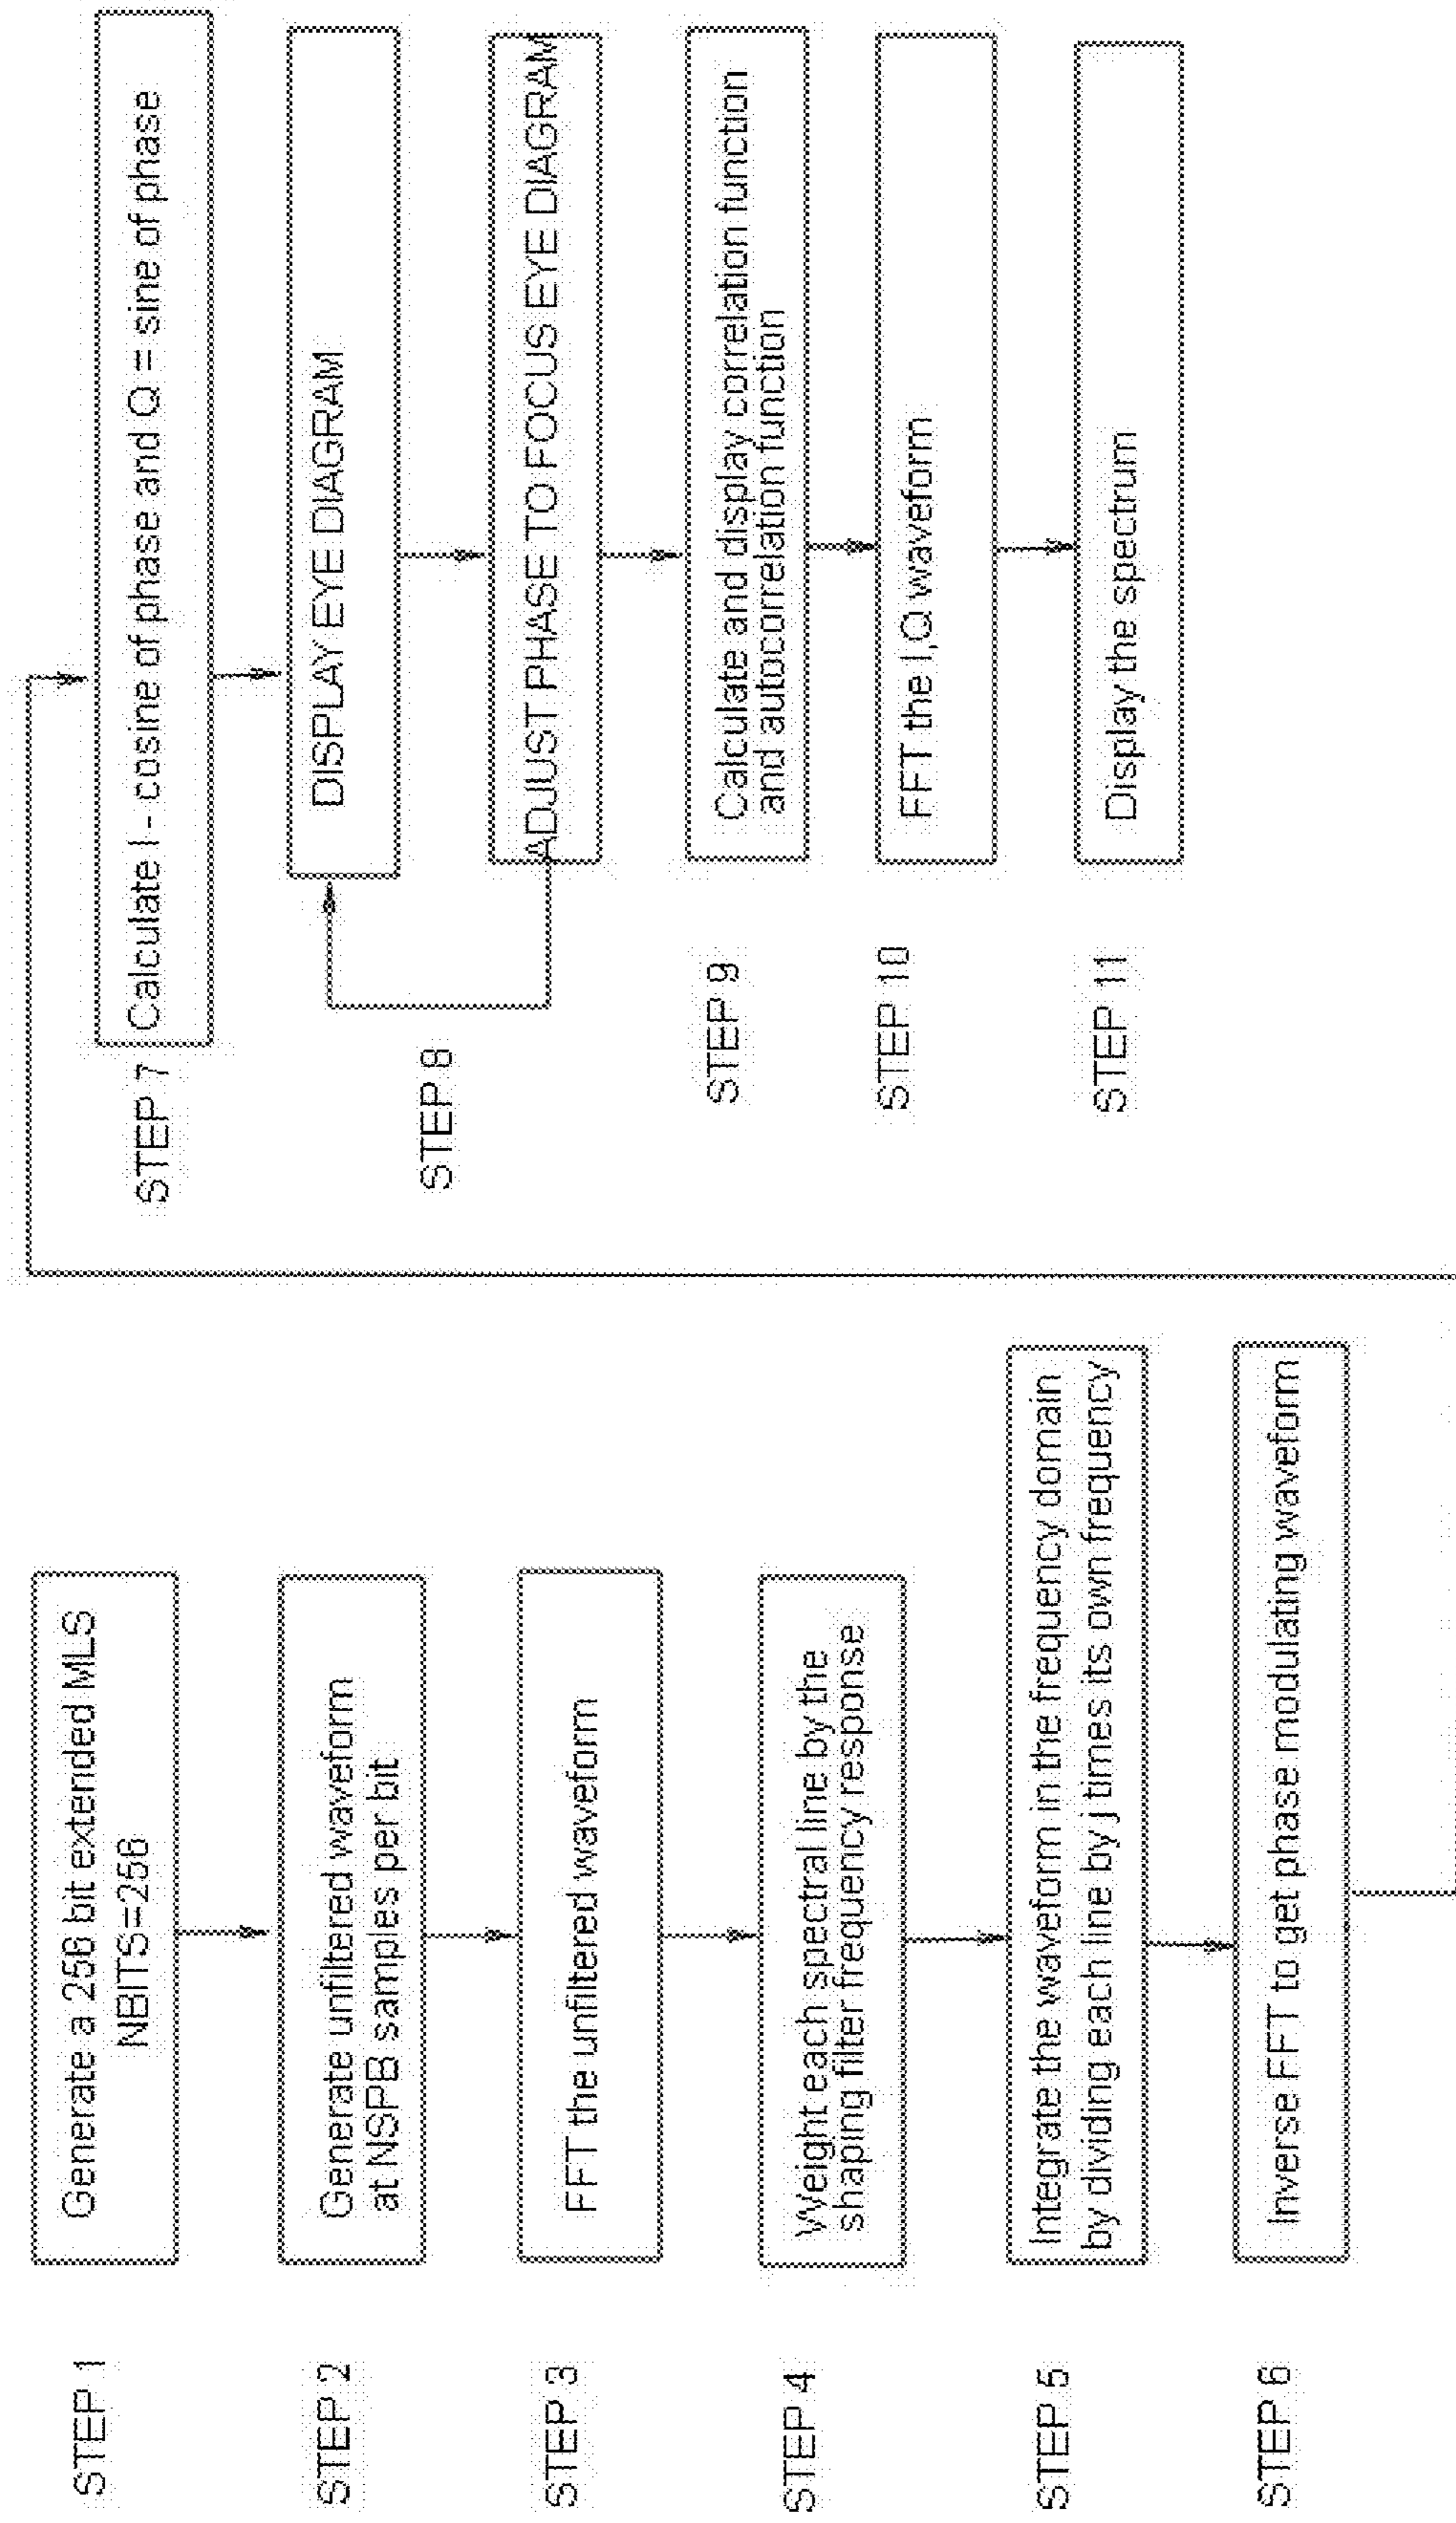 STEP 1
Generate a 256 bit extended MLS
NBITS=256
STEP 2
Generate unfiltered waveform
at NSPB samples per bit
STEP 3
FFT the unfiltered waveform
STEP 4
Weight each spectral line by the
shaping filter frequency response
STEP 5
Integrate the waveform in the frequency domain
by dividing each line by j times its own frequency
STEP 6
Inverse FFT to get phase modulating waveform
STEP 7
Calculate I - cosine of phase and Q = sine of phase
STEP 8
DISPLAY EYE DIAGRAM
ADJUST PHASE TO FOCUS EYE DIAGRAM
STEP 9
Calculate and display correlation function
and autocorrelation function
STEP 10
FFT the I,Q waveform
STEP 11
Display the spectrum